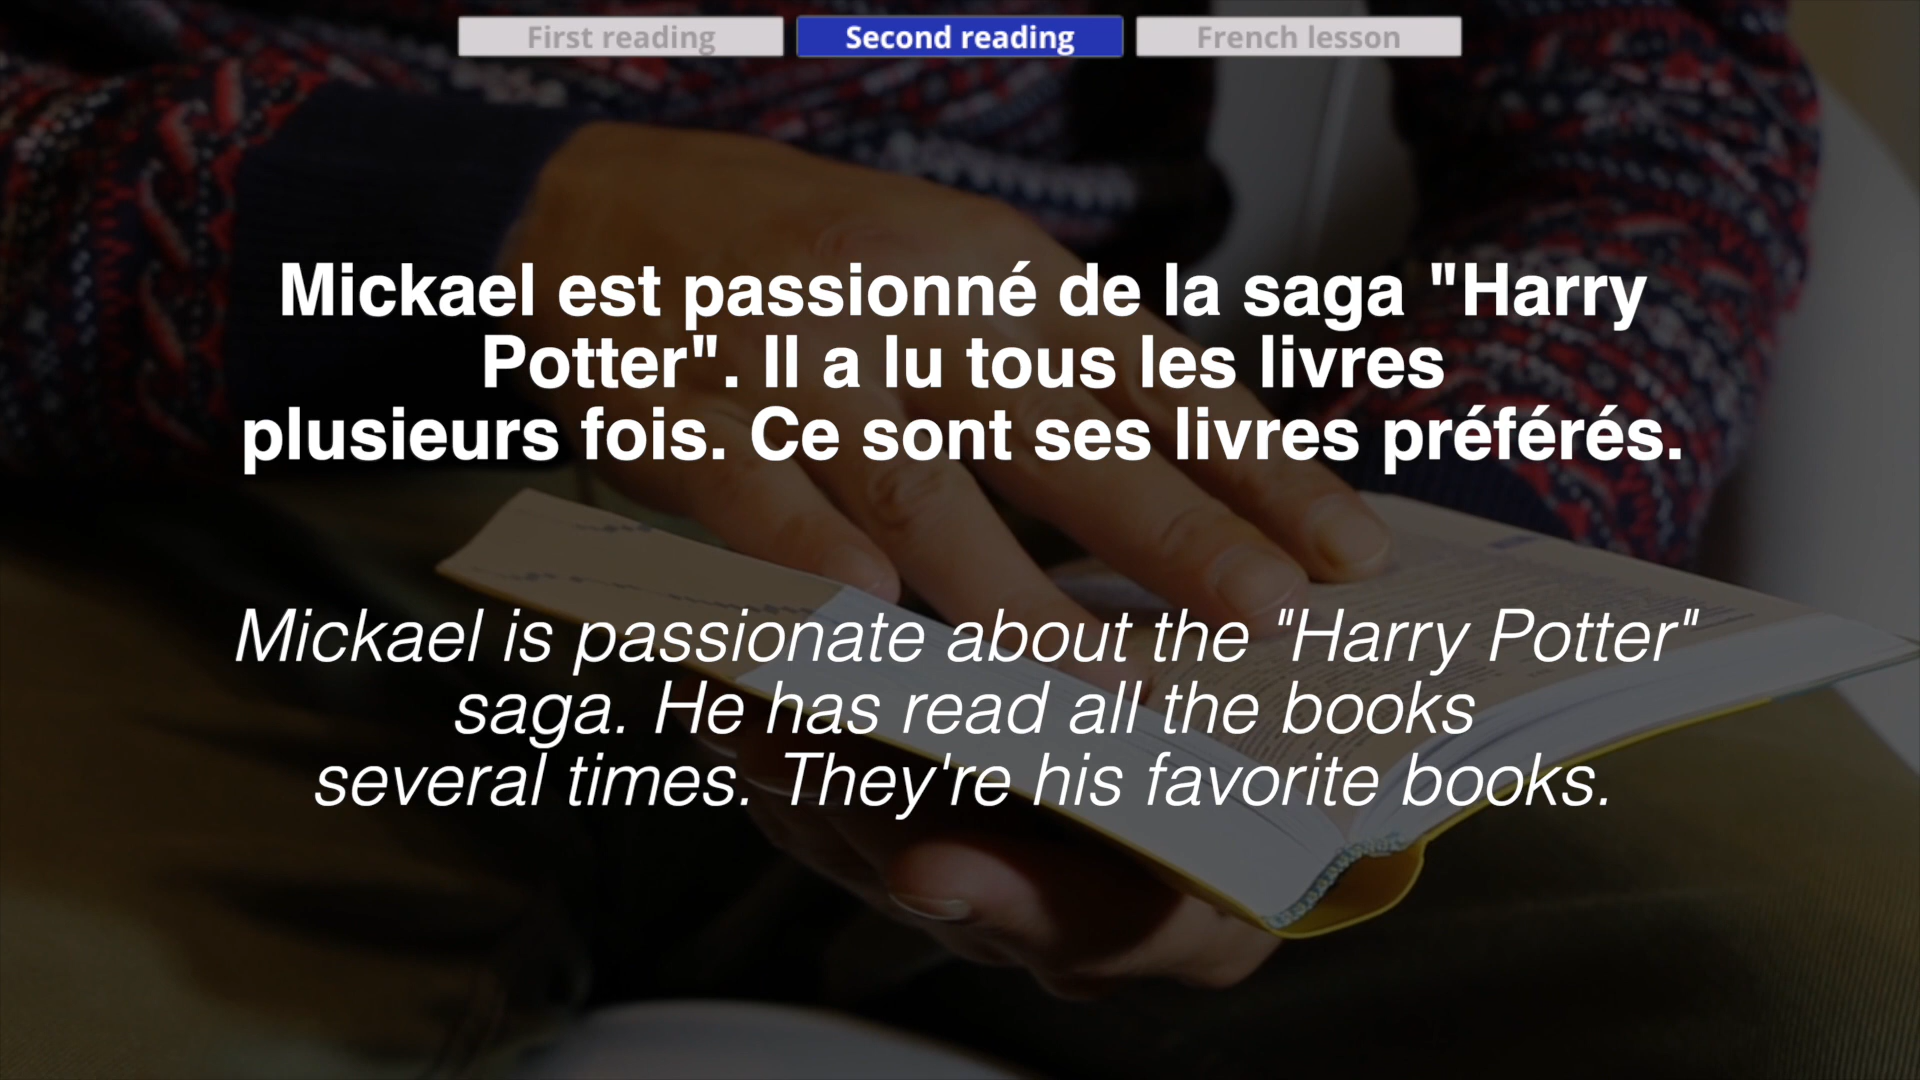 First reading
Second reading
French lesson
Mickael est passionné de la saga "Harry
Potter". Il a lu tous les livres
plusieurs fois. Ce sont ses livres préférés.
Mickael is passionate about the "Harry Potter"
saga. He has read all the books
several times. They're his favorite books.